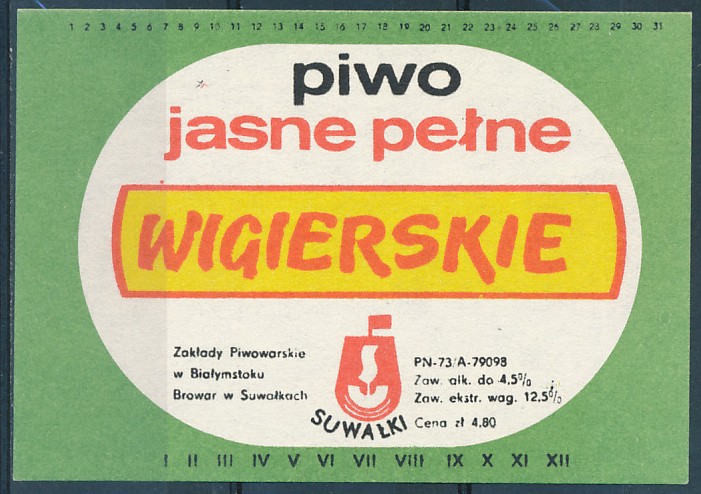 1 2 3 4 5 6 7 8 9 10 11 12 13 14 15 16 17 18 19 20 21 22 23 24 25 26 27 28 29 30 31
piwo
jasne pełne
WIGIERSKIE
Zakłady Piwowarskie
w Białymstoku
Browar w Suwałkach
SUWAŁKI
PN-73/A-79098
Zaw. alk. do 4,5%
Zaw. ekstr. wag. 12,5%
Cena zł 4,80
I II III IV V VI VII VIII IX X XI XII